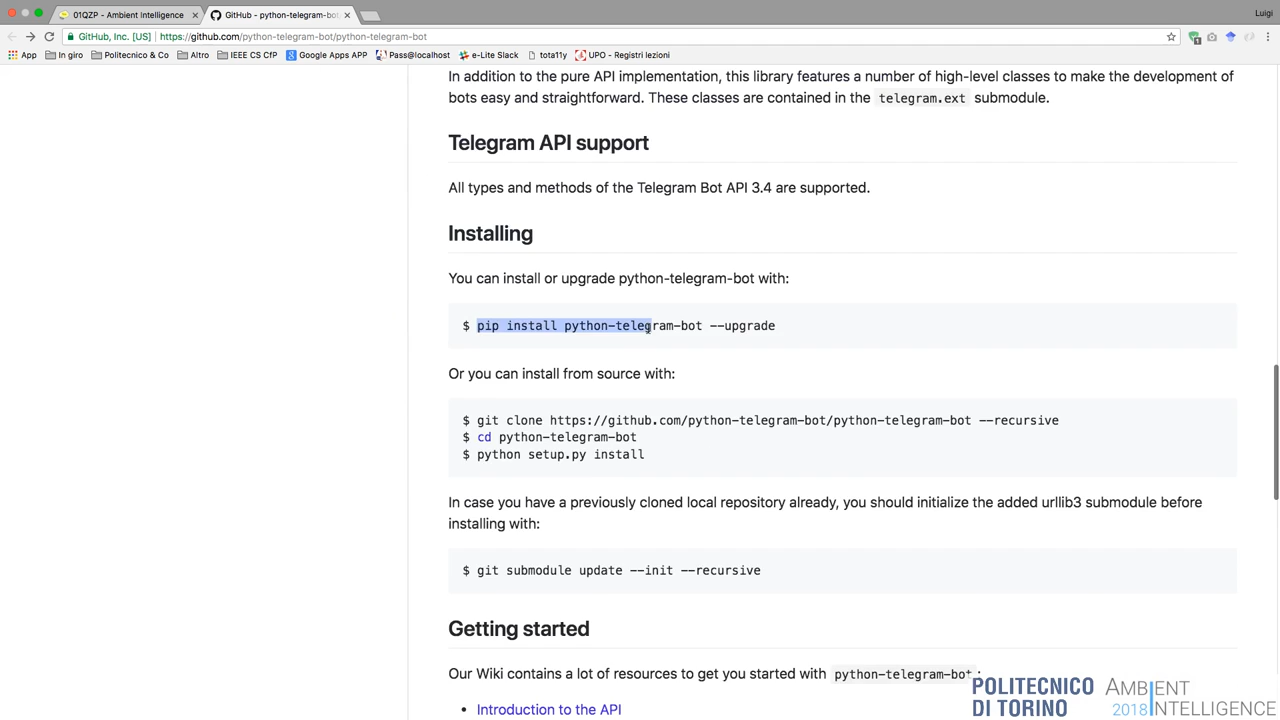 01QZP - Ambient Intelligence
GitHub - python-telegram-bot
Luigi
GitHub, Inc. [US] https://github.com/python-telegram-bot/python-telegram-bot
App In giro Politecnico & Co Altro IEEE CS CfP Google Apps APP Pass@localhost e-Lite Slack tota11y UPO - Registri lezioni
In addition to the pure API implementation, this library features a number of high-level classes to make the development of
bots easy and straightforward. These classes are contained in the telegram.ext submodule.
Telegram API support
All types and methods of the Telegram Bot API 3.4 are supported.
Installing
You can install or upgrade python-telegram-bot with:
$ pip install python-telegram-bot --upgrade
Or you can install from source with:
$ git clone https://github.com/python-telegram-bot/python-telegram-bot --recursive
$ cd python-telegram-bot
$ python setup.py install
In case you have a previously cloned local repository already, you should initialize the added urllib3 submodule before
installing with:
$ git submodule update --init --recursive
Getting started
Our Wiki contains a lot of resources to get you started with python-telegram-bot:
• Introduction to the API
POLITECNICO
DI TORINO
AMBIENT
2018 INTELLIGENCE